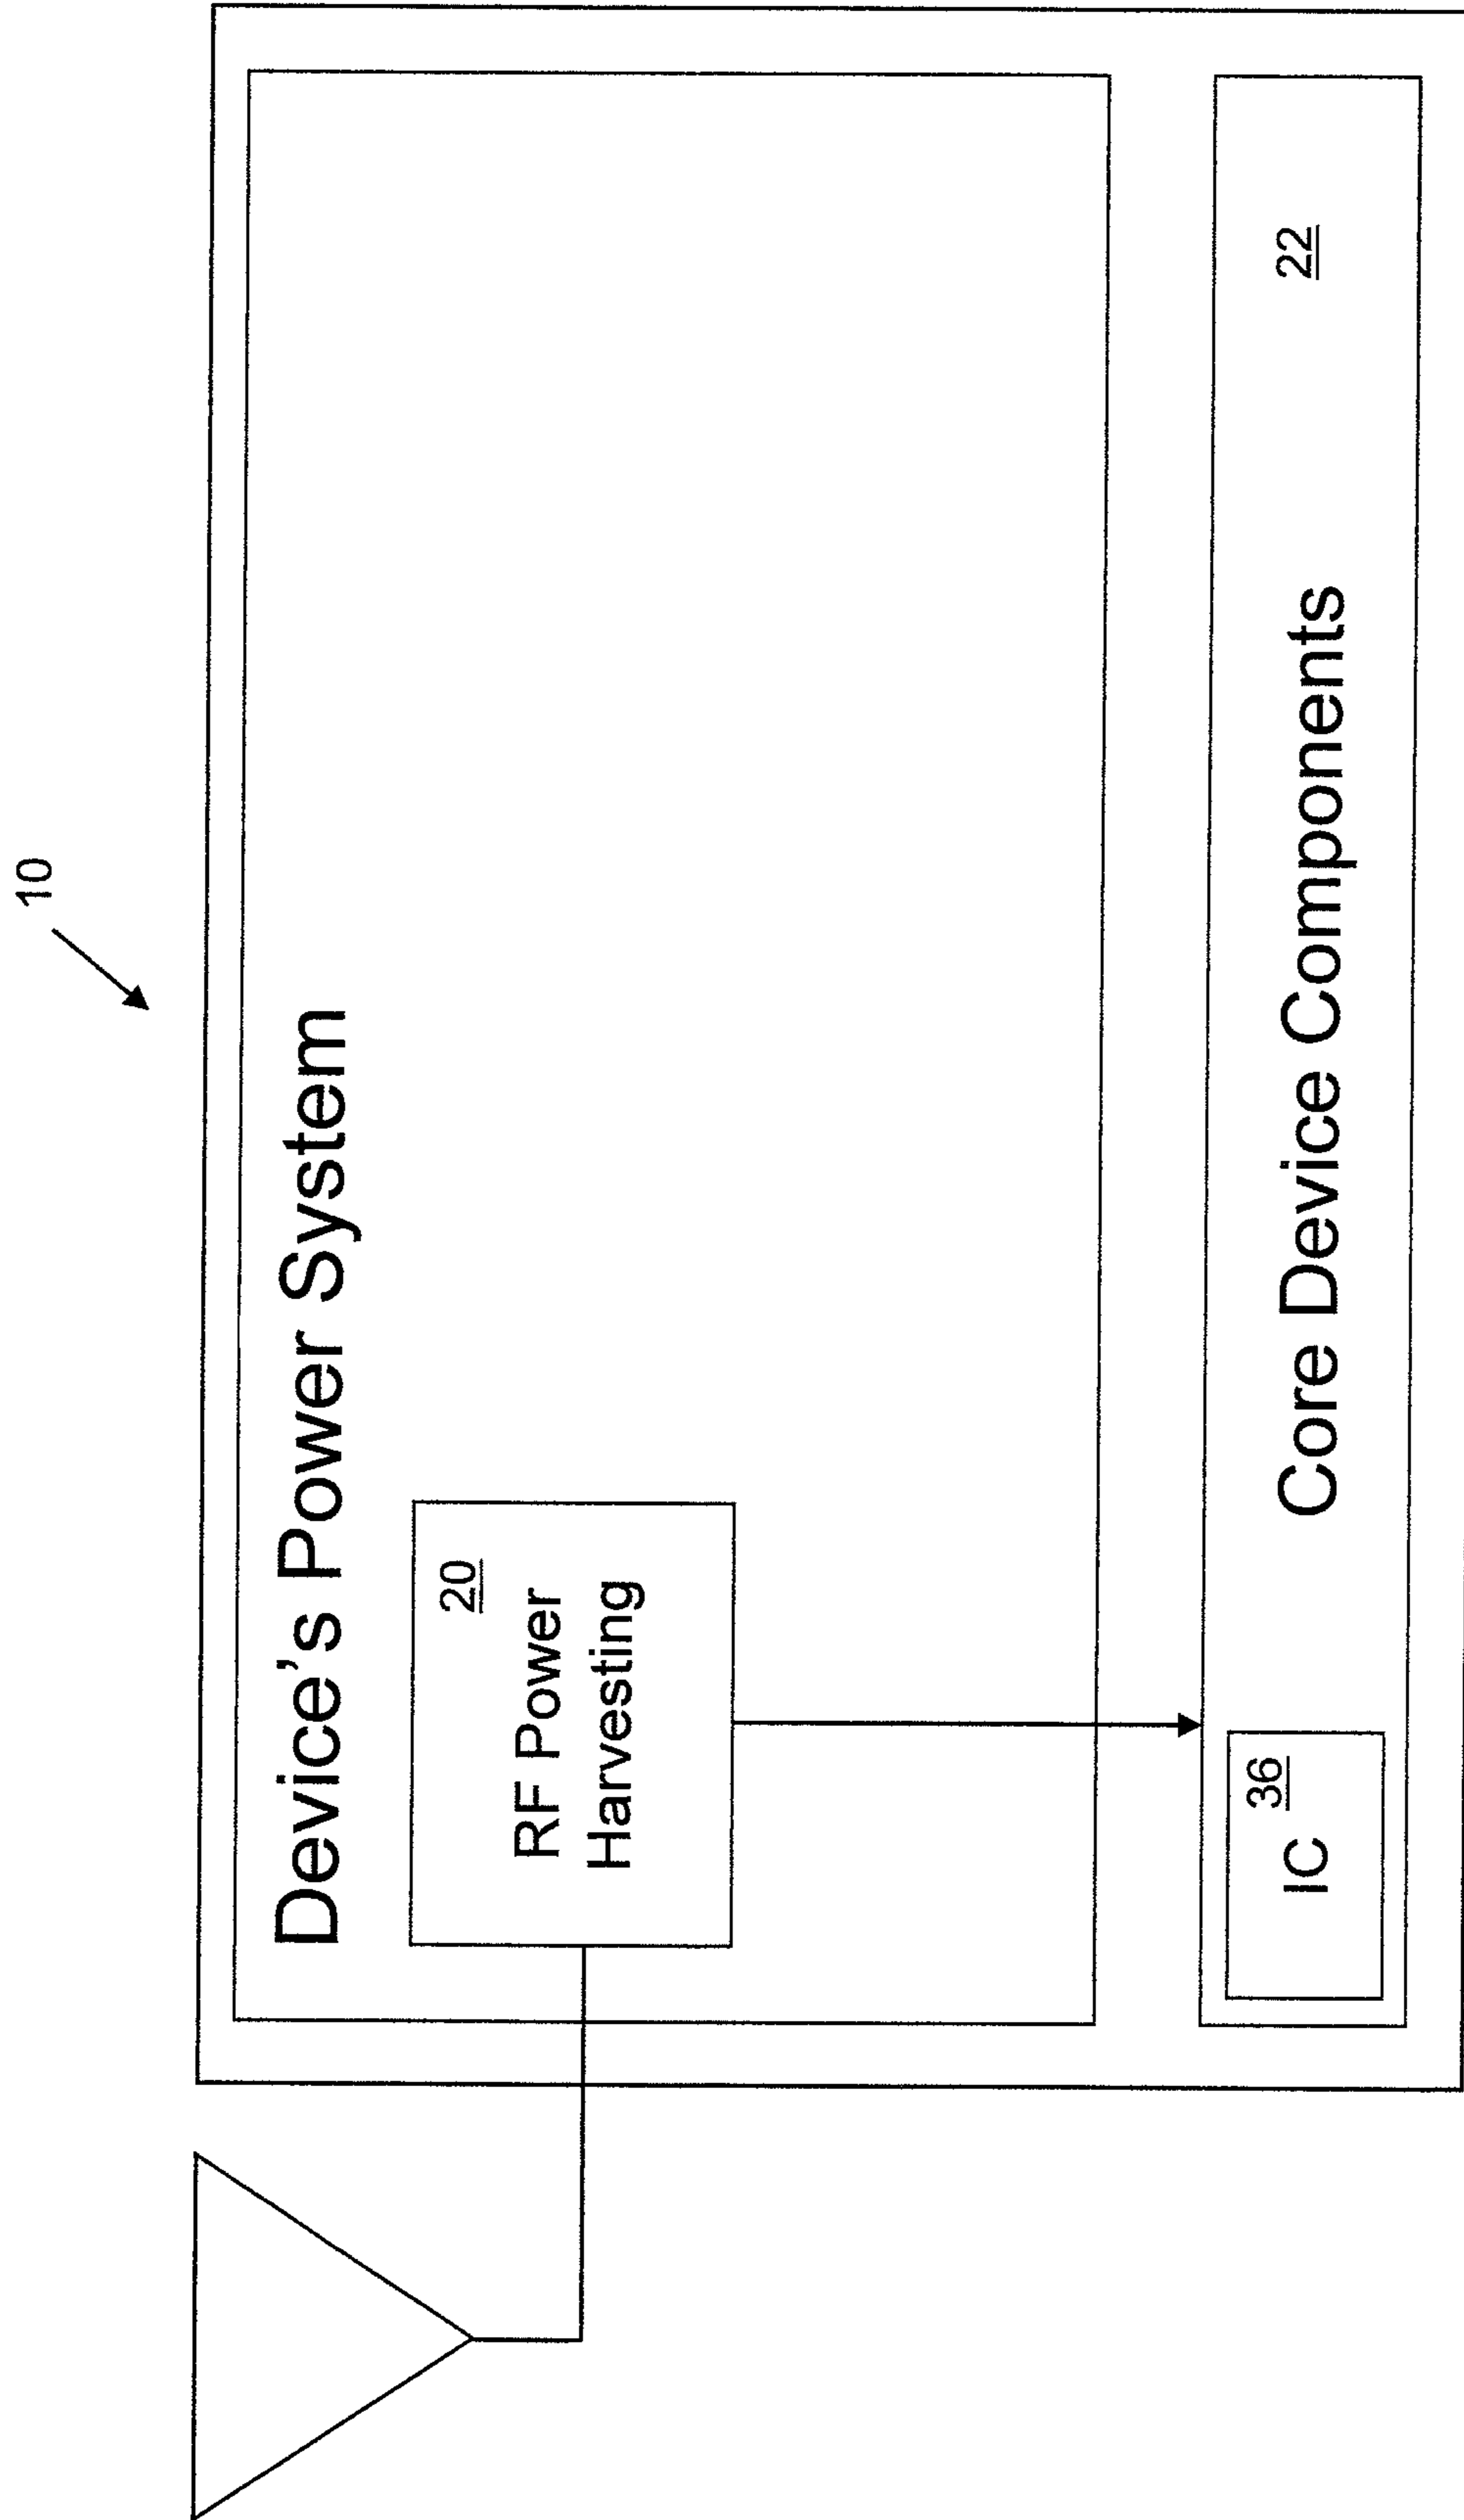 10
Device's Power System
20
RF Power
Harvesting
36
IC
Core Device Components
22